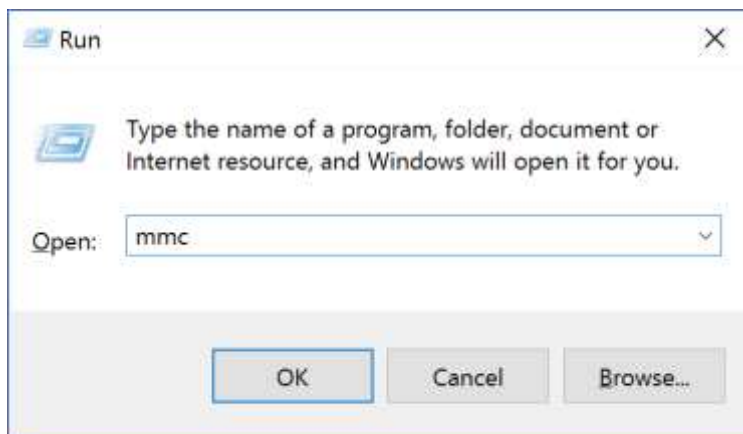 Run
Type the name of a program, folder, document or
Internet resource, and Windows will open it for you.
Open: mmc
OK Cancel Browse...